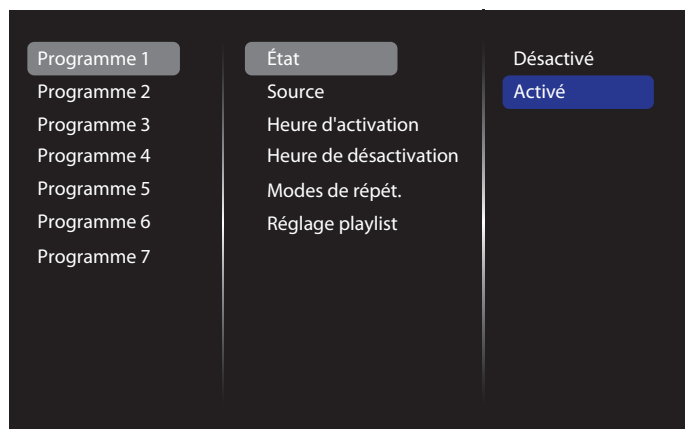 Programme 1
Programme 2
Programme 3
Programme 4
Programme 5
Programme 6
Programme 7
État
Source
Heure d'activation
Heure de désactivation
Modes de répét.
Réglage playlist
Désactivé
Activé